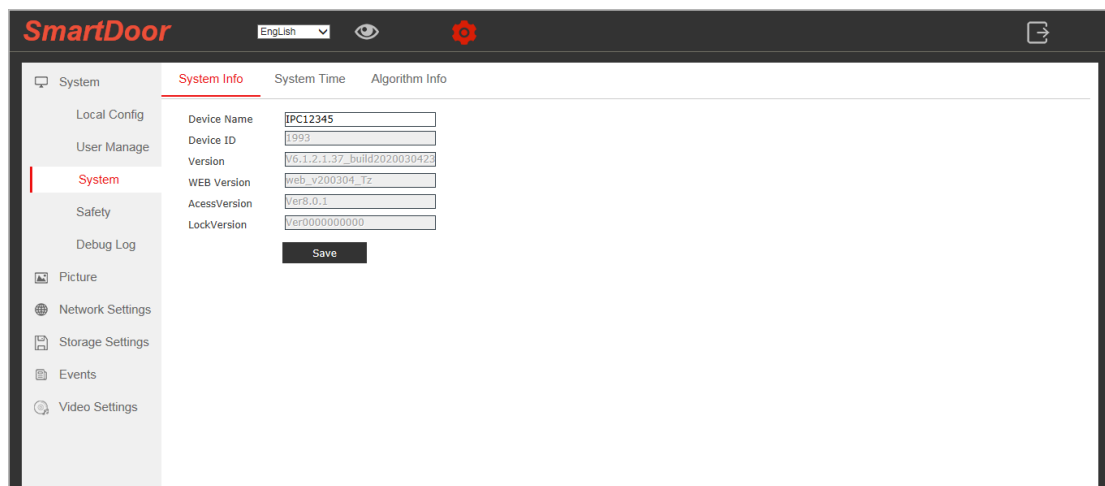 SmartDoor EngLish
System
Local Config
User Manage
System
Safety
Debug Log
Picture
Network Settings
Storage Settings
Events
Video Settings
System Info System Time Algorithm Info
Device Name IPC12345
Device ID 1993
Version V6.1.2.1.37_build2020030423
WEB Version web_v200304_Tz
AcessVersion Ver8.0.1
LockVersion Ver0000000000
Save